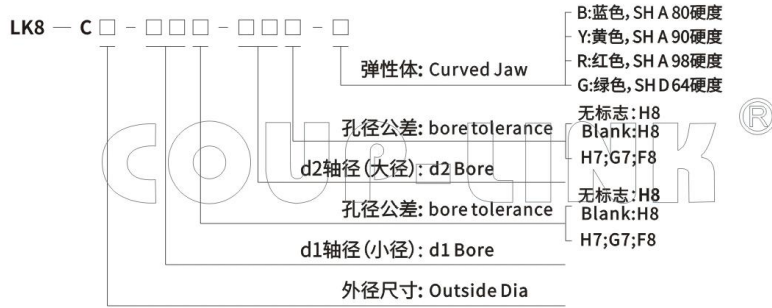 LK8 — C□ - □□□ - □□□ - □
B:蓝色, SH A 80硬度
Y:黄色, SH A 90硬度
R:红色, SH A 98硬度
G:绿色, SH D 64硬度
弹性体: Curved Jaw
孔径公差: bore tolerance
无标志: H8
Blank:H8
H7;G7;F8
d2轴径(大径): d2 Bore
孔径公差: bore tolerance
无标志: H8
Blank:H8
H7;G7;F8
d1轴径(小径): d1 Bore
外径尺寸: Outside Dia
COUP-LINK®